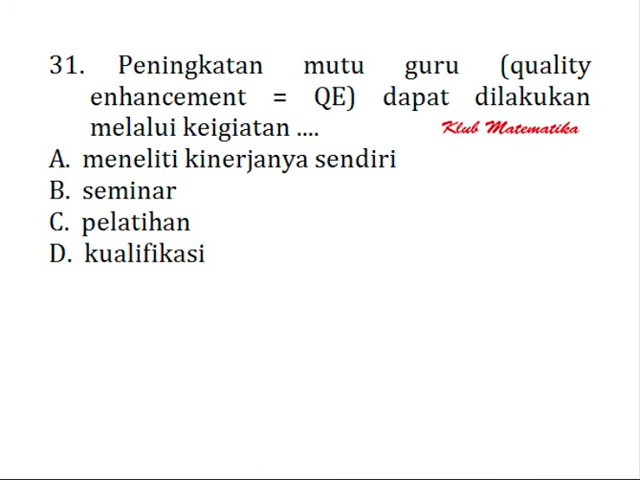 31. Peningkatan mutu guru (quality
enhancement = QE) dapat dilakukan
melalui keigiatan ....
Klub Matematika
A. meneliti kinerjanya sendiri
B. seminar
C. pelatihan
D. kualifikasi